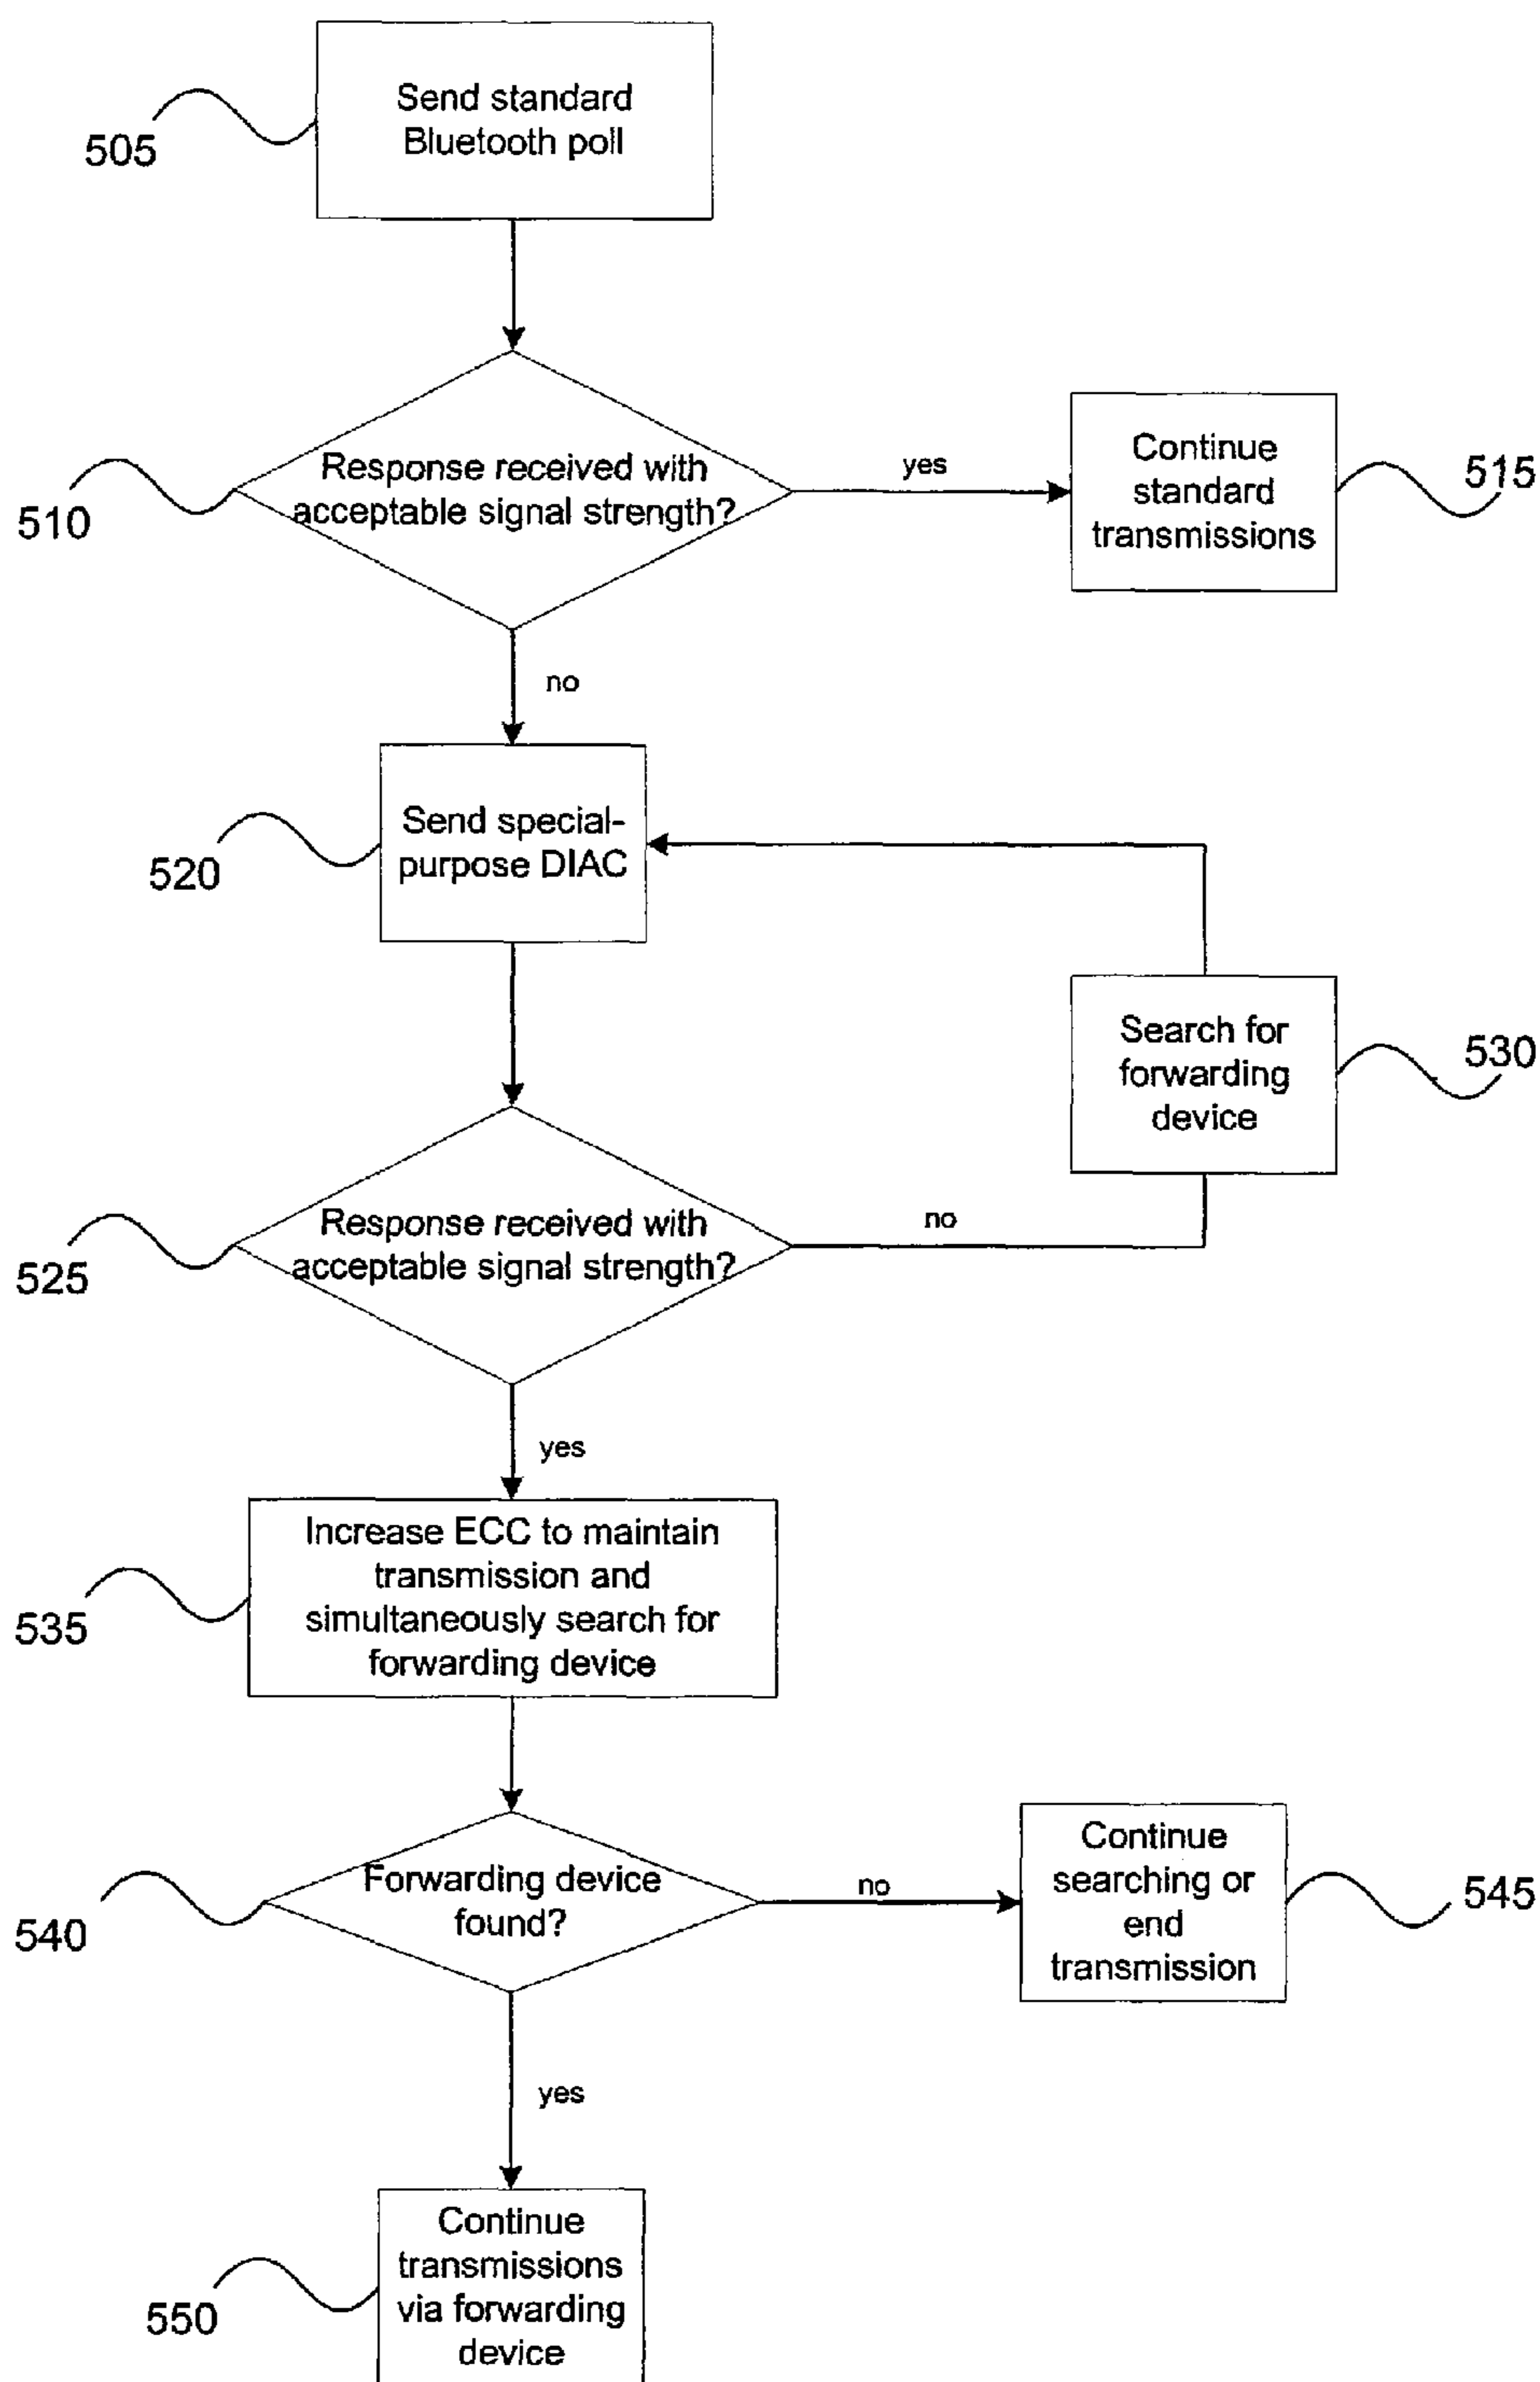 Send standard
Bluetooth poll
505
Response received with
acceptable signal strength?
510
yes
Continue
standard
transmissions
515
no
Send special-
purpose DIAC
520
Search for
forwarding
device
530
Response received with
acceptable signal strength?
525
no
yes
Increase ECC to maintain
transmission and
simultaneously search for
forwarding device
535
Forwarding device
found?
540
no
Continue
searching or
end
transmission
545
yes
Continue
transmissions
via forwarding
device
550